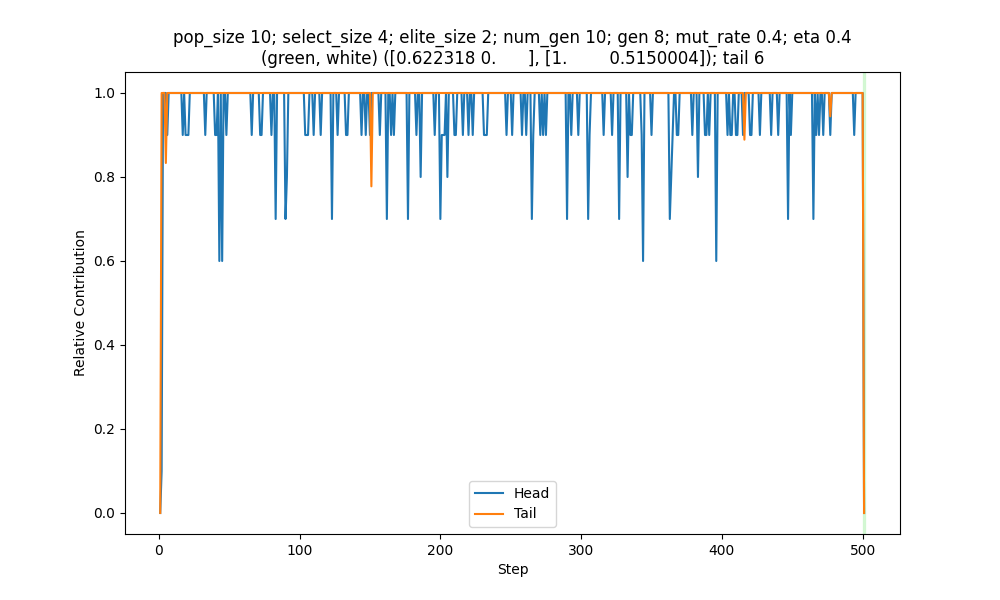 pop_size 10; select_size 4; elite_size 2; num_gen 10; gen 8; mut_rate 0.4; eta 0.4
(green, white) ([0.622318 0.      ], [1.        0.5150004]); tail 6
1.0
0.8
0.6
0.4
0.2
0.0
Relative Contribution
Head
Tail
0
100
200
300
400
500
Step